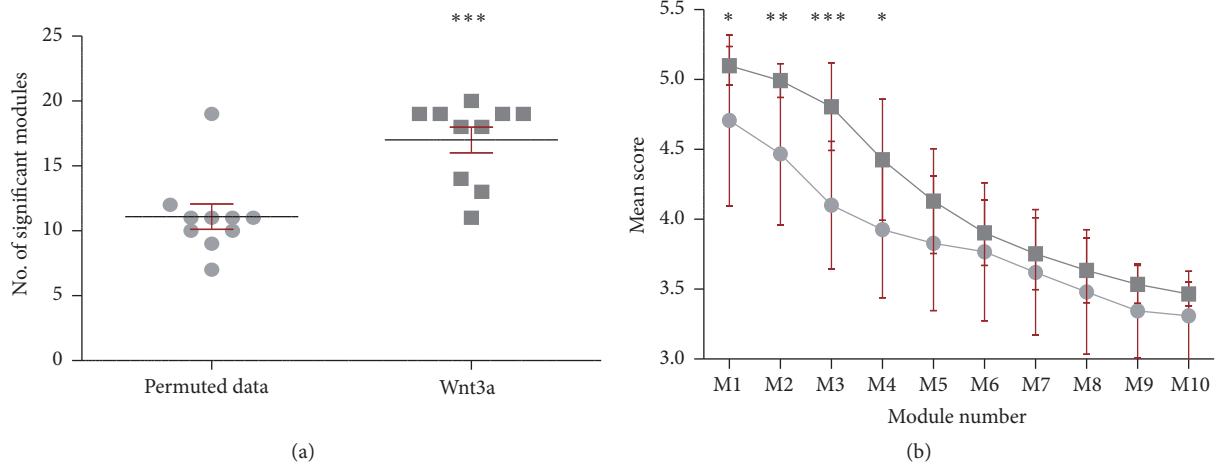 ***
25
20
15
10
5
0
No. of significant modules
Permuted data
Wnt3a
(a)
* ** *** *
5.5
5.0
4.5
4.0
3.5
3.0
Mean score
M1 M2 M3 M4 M5 M6 M7 M8 M9 M10
Module number
(b)